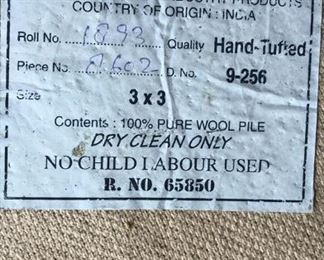 PRODUCTS
COUNTRY OF ORIGIN : INDIA
Roll No. 1893 Quality Hand-Tufted
Piece No. A602 D. No. 9-256
Size 3 x 3
Contents : 100% PURE WOOL PILE
DRY CLEAN ONLY
NO CHILD LABOUR USED
R. NO. 65850